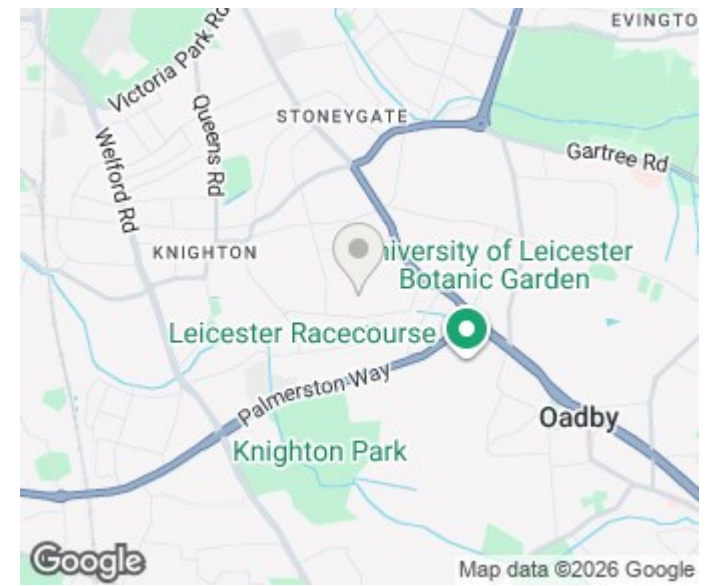 EVINGTO
Victoria Park Rd
Queens Rd
STONEYGATE
Welford Rd
Gartree Rd
KNIGHTON
niversity of Leicester
Botanic Garden
Leicester Racecourse
Palmerston Way
Oadby
Knighton Park
Google
Map data ©2026 Google